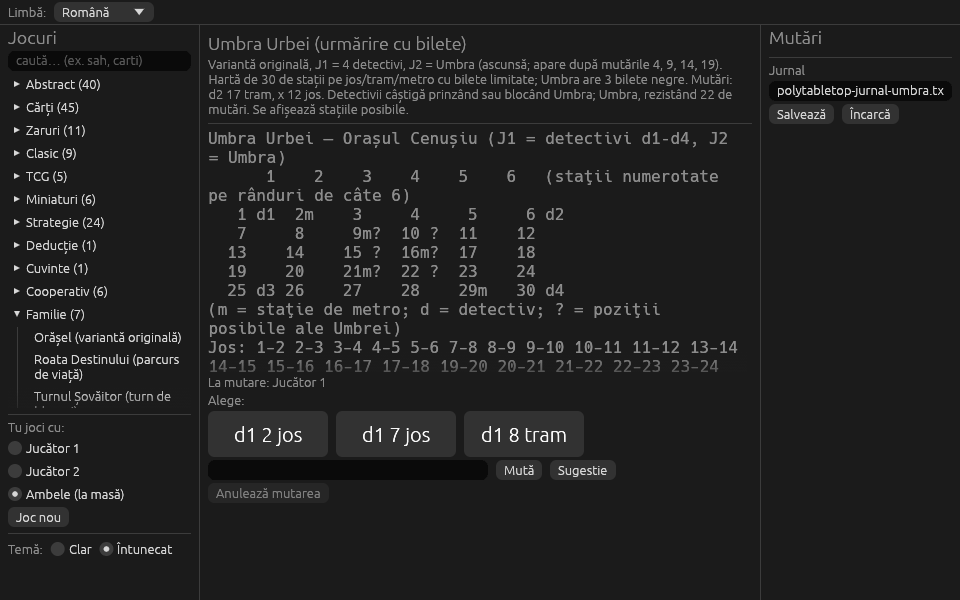 Limbă: Română
Jocuri
caută... (ex. sah, carti)
Abstract (40)
Cărți (45)
Zaruri (11)
Clasic (9)
TCG (5)
Miniaturi (6)
Strategie (24)
Deducție (1)
Cuvinte (1)
Cooperativ (6)
Familie (7)
Orășel (variantă originală)
Roata Destinului (parcurs
de viață)
Turnul Șovăitor (turn de
Tu joci cu:
Jucător 1
Jucător 2
Ambele (la masă)
Joc nou
Temă: Clar Întunecat
Umbra Urbei (urmărire cu bilete)
Variantă originală, J1 = 4 detectivi, J2 = Umbra (ascunsă; apare după mutările 4, 9, 14, 19).
Hartă de 30 de stații pe jos/tram/metro cu bilete limitate; Umbra are 3 bilete negre. Mutări:
d2 17 tram, x 12 jos. Detectivii câștigă prinzând sau blocând Umbra; Umbra, rezistând 22 de
mutări. Se afișează stațiile posibile.
Umbra Urbei — Orașul Cenușiu (J1 = detectivi d1-d4, J2
= Umbra)
1 2 3 4 5 6 (staţii numerotate
pe rânduri de câte 6)
1 d1 2m 3 4 5 6 d2
7 8 9m? 10 ? 11 12
13 14 15 ? 16m? 17 18
19 20 21m? 22 ? 23 24
25 d3 26 27 28 29m 30 d4
(m = staţie de metro; d = detectiv; ? = poziţii
posibile ale Umbrei)
Jos: 1-2 2-3 3-4 4-5 5-6 7-8 8-9 9-10 10-11 11-12 13-14
14-15 15-16 16-17 17-18 19-20 20-21 21-22 22-23 23-24
La mutare: Jucător 1
Alege:
d1 2 jos d1 7 jos d1 8 tram
Mută Sugestie
Anulează mutarea
Mutări
Jurnal
polytabletop-jurnal-umbra.tx
Salvează Încarcă